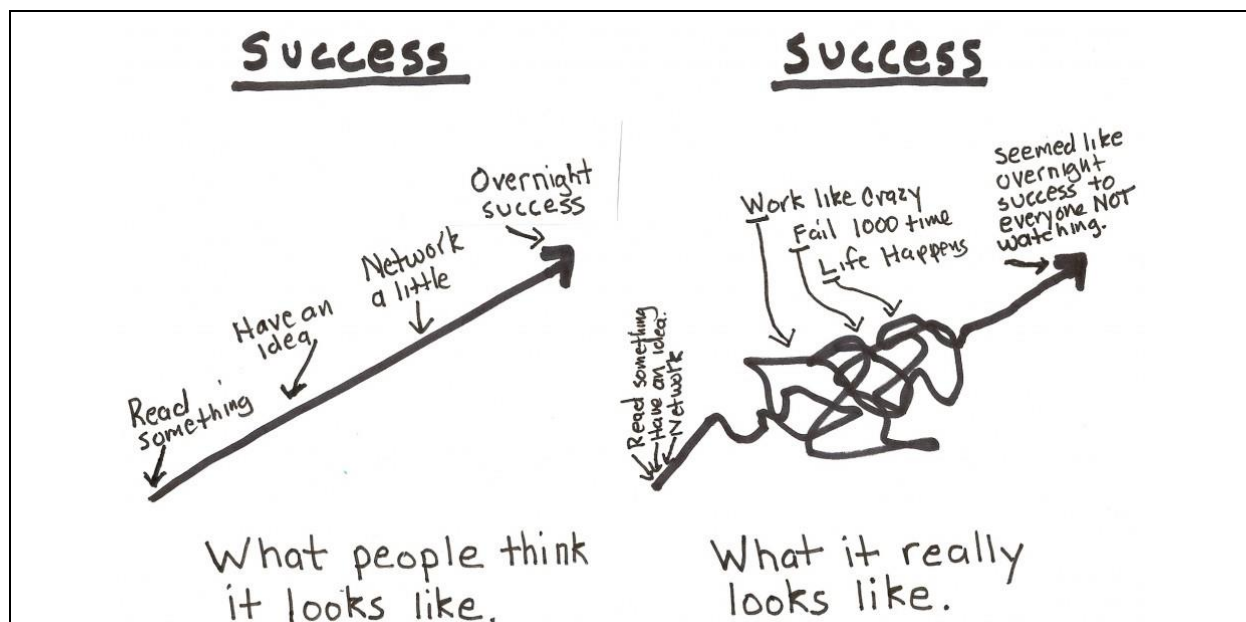 Success
Read
something
Have an
idea
Network
a little
Overnight
success
What people think
it looks like.
Success
Read something
Have an idea.
Network
Work like Crazy
Fail 1000 time
Life Happens
seemed like
overnight
success to
everyone NOT
watching.
What it really
looks like.